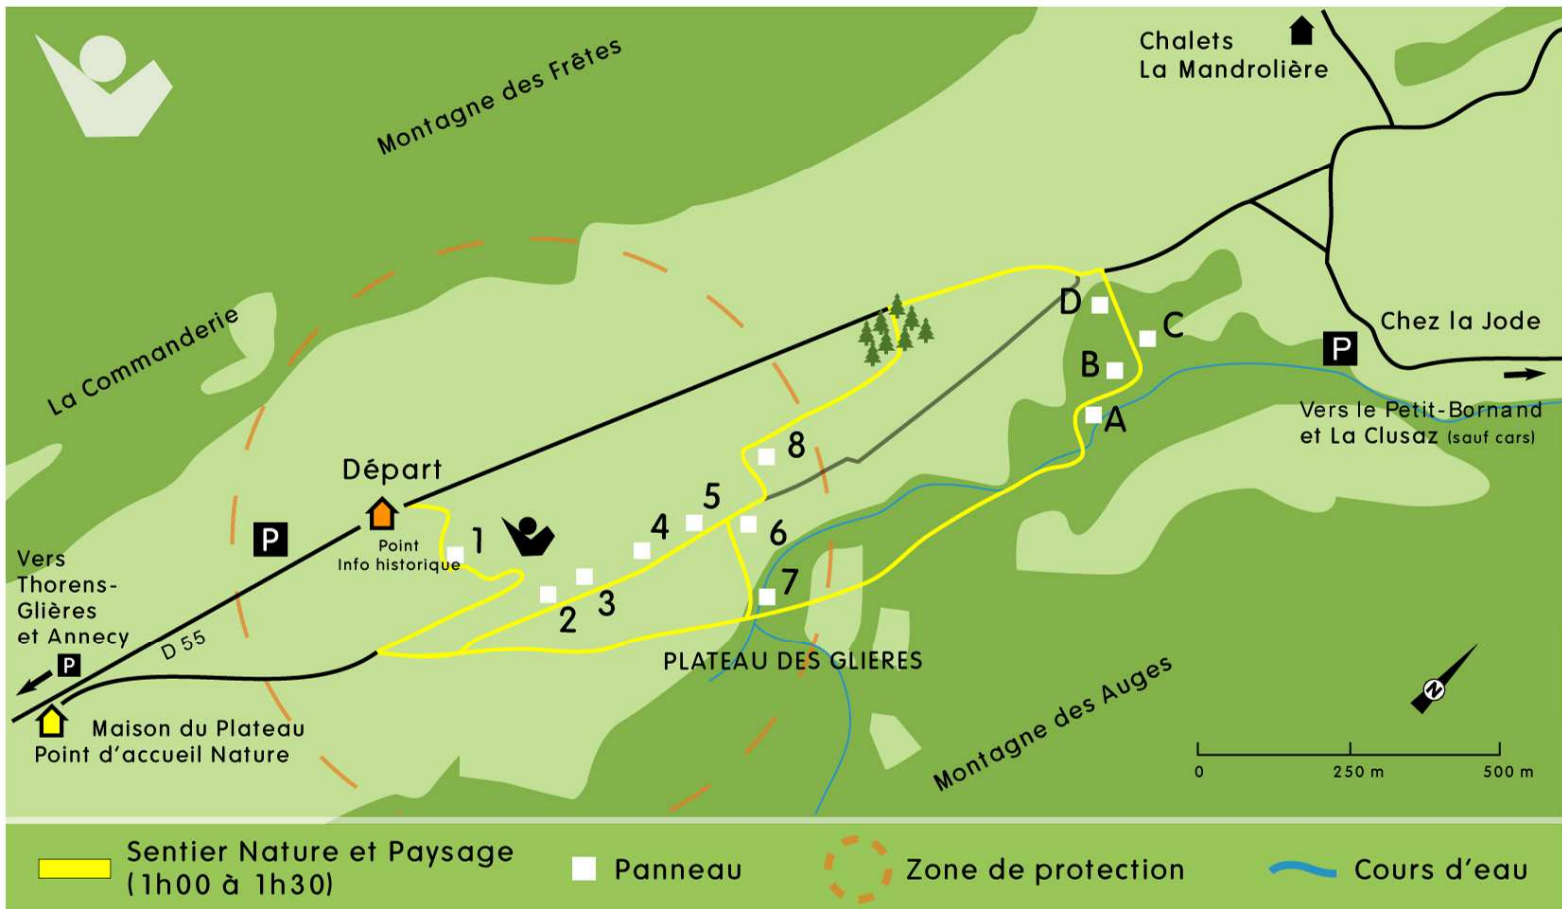 Montagne des Frêtes
Chalets
La Mandrolière
La Commanderie
D
C
Chez la Jode
P
B
A
Vers le Petit-Bornand
et La Clusaz (sauf cars)
8
Départ
5
4
6
P
1
Point
Info historique
Vers
Thorens-
Glières
et Annecy
7
3
2
D 55
P
PLATEAU DES GLIERES
N
Montagne des Auges
Maison du Plateau
Point d'accueil Nature
0 250 m 500 m
Sentier Nature et Paysage
(1h00 à 1h30)
Panneau
Zone de protection
Cours d'eau